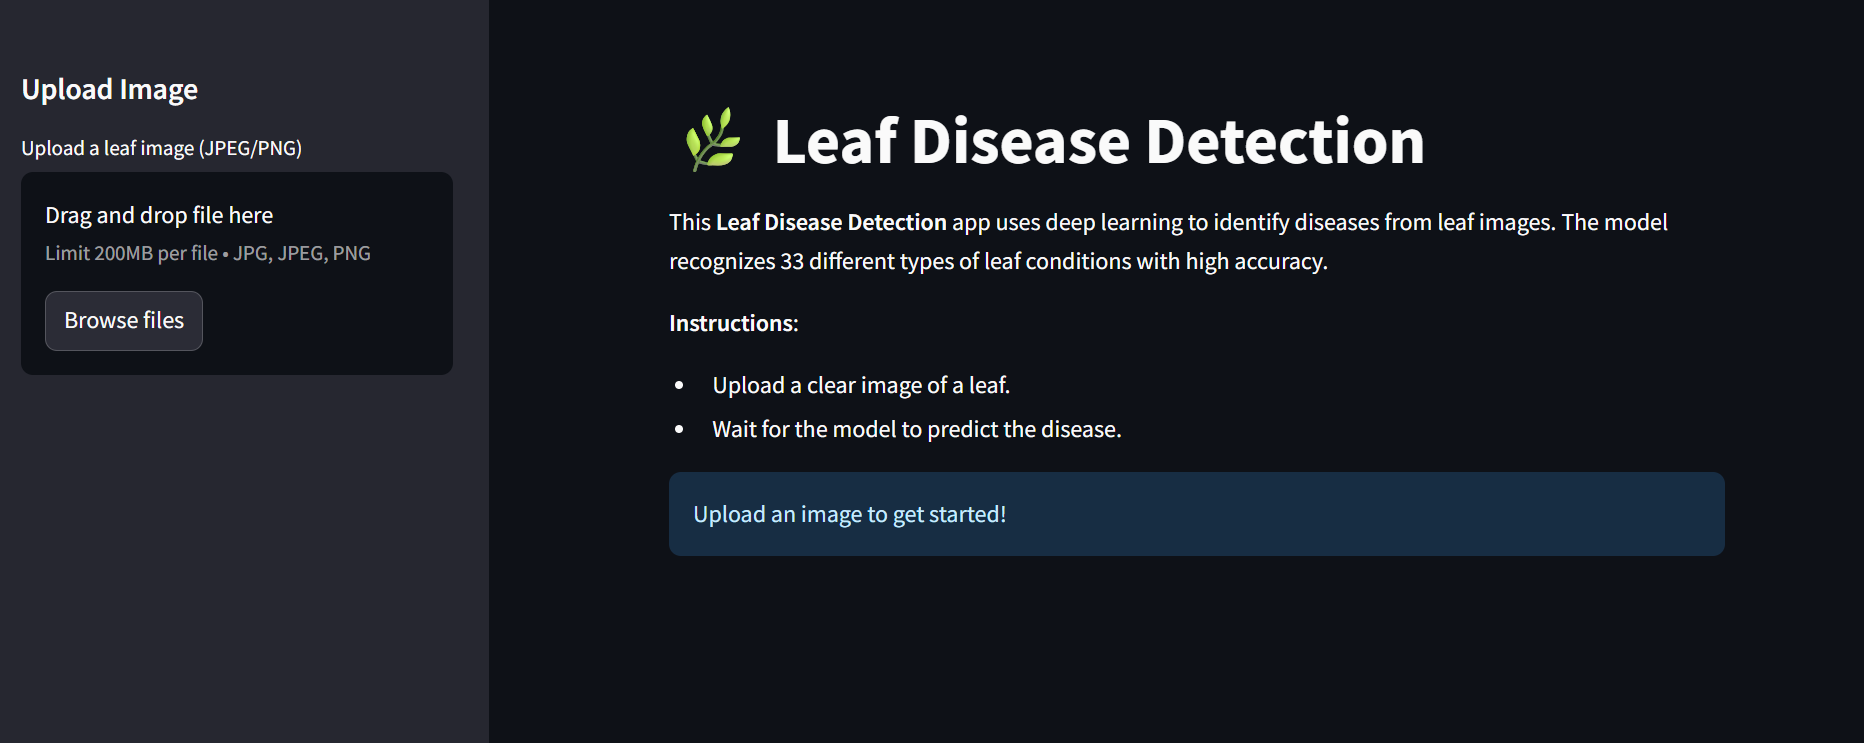 Upload Image
Upload a leaf image (JPEG/PNG)
Drag and drop file here
Limit 200MB per file • JPG, JPEG, PNG
Browse files
Leaf Disease Detection
This Leaf Disease Detection app uses deep learning to identify diseases from leaf images. The model
recognizes 33 different types of leaf conditions with high accuracy.
Instructions:
• Upload a clear image of a leaf.
• Wait for the model to predict the disease.
Upload an image to get started!